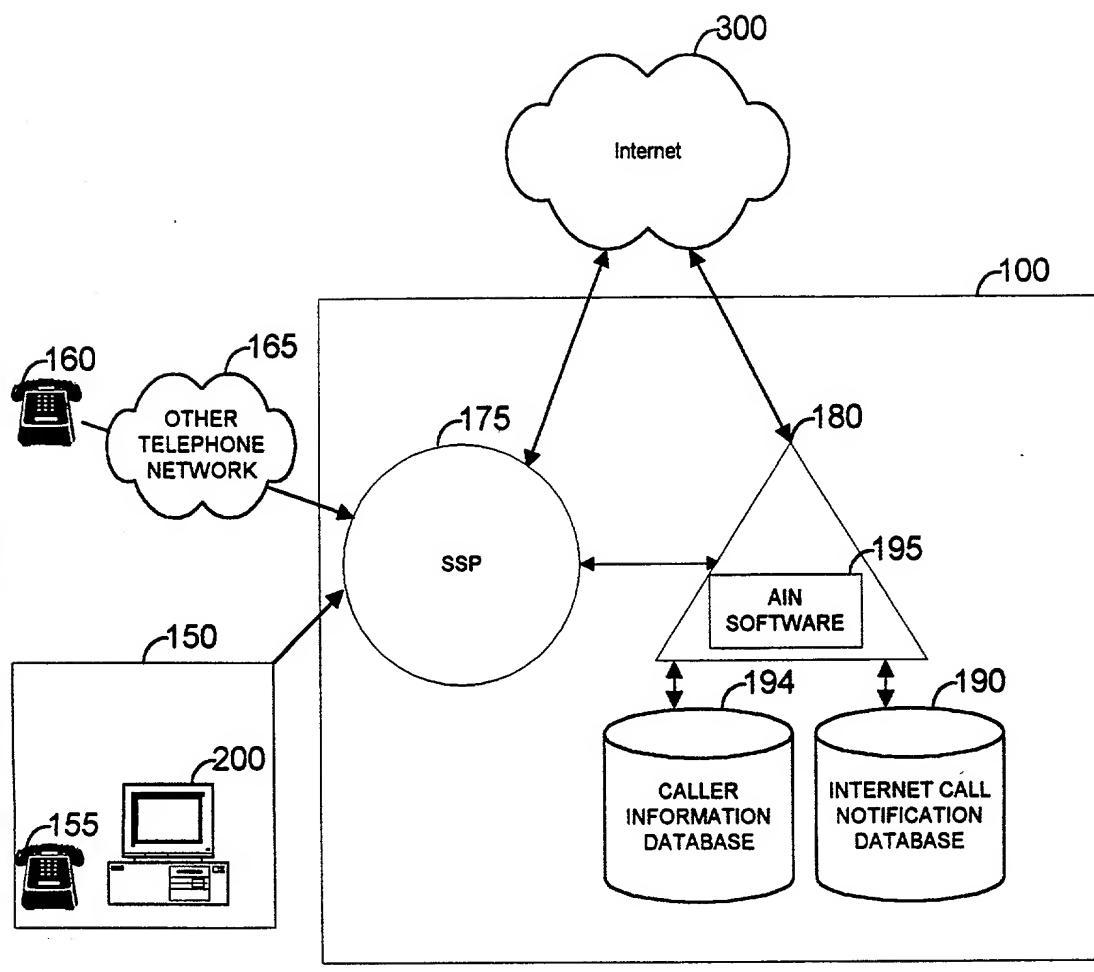 300
Internet
100
160
165
OTHER
TELEPHONE
NETWORK
175
180
SSP
195
AIN
SOFTWARE
150
194
190
200
CALLER
INFORMATION
DATABASE
INTERNET CALL
NOTIFICATION
DATABASE
155